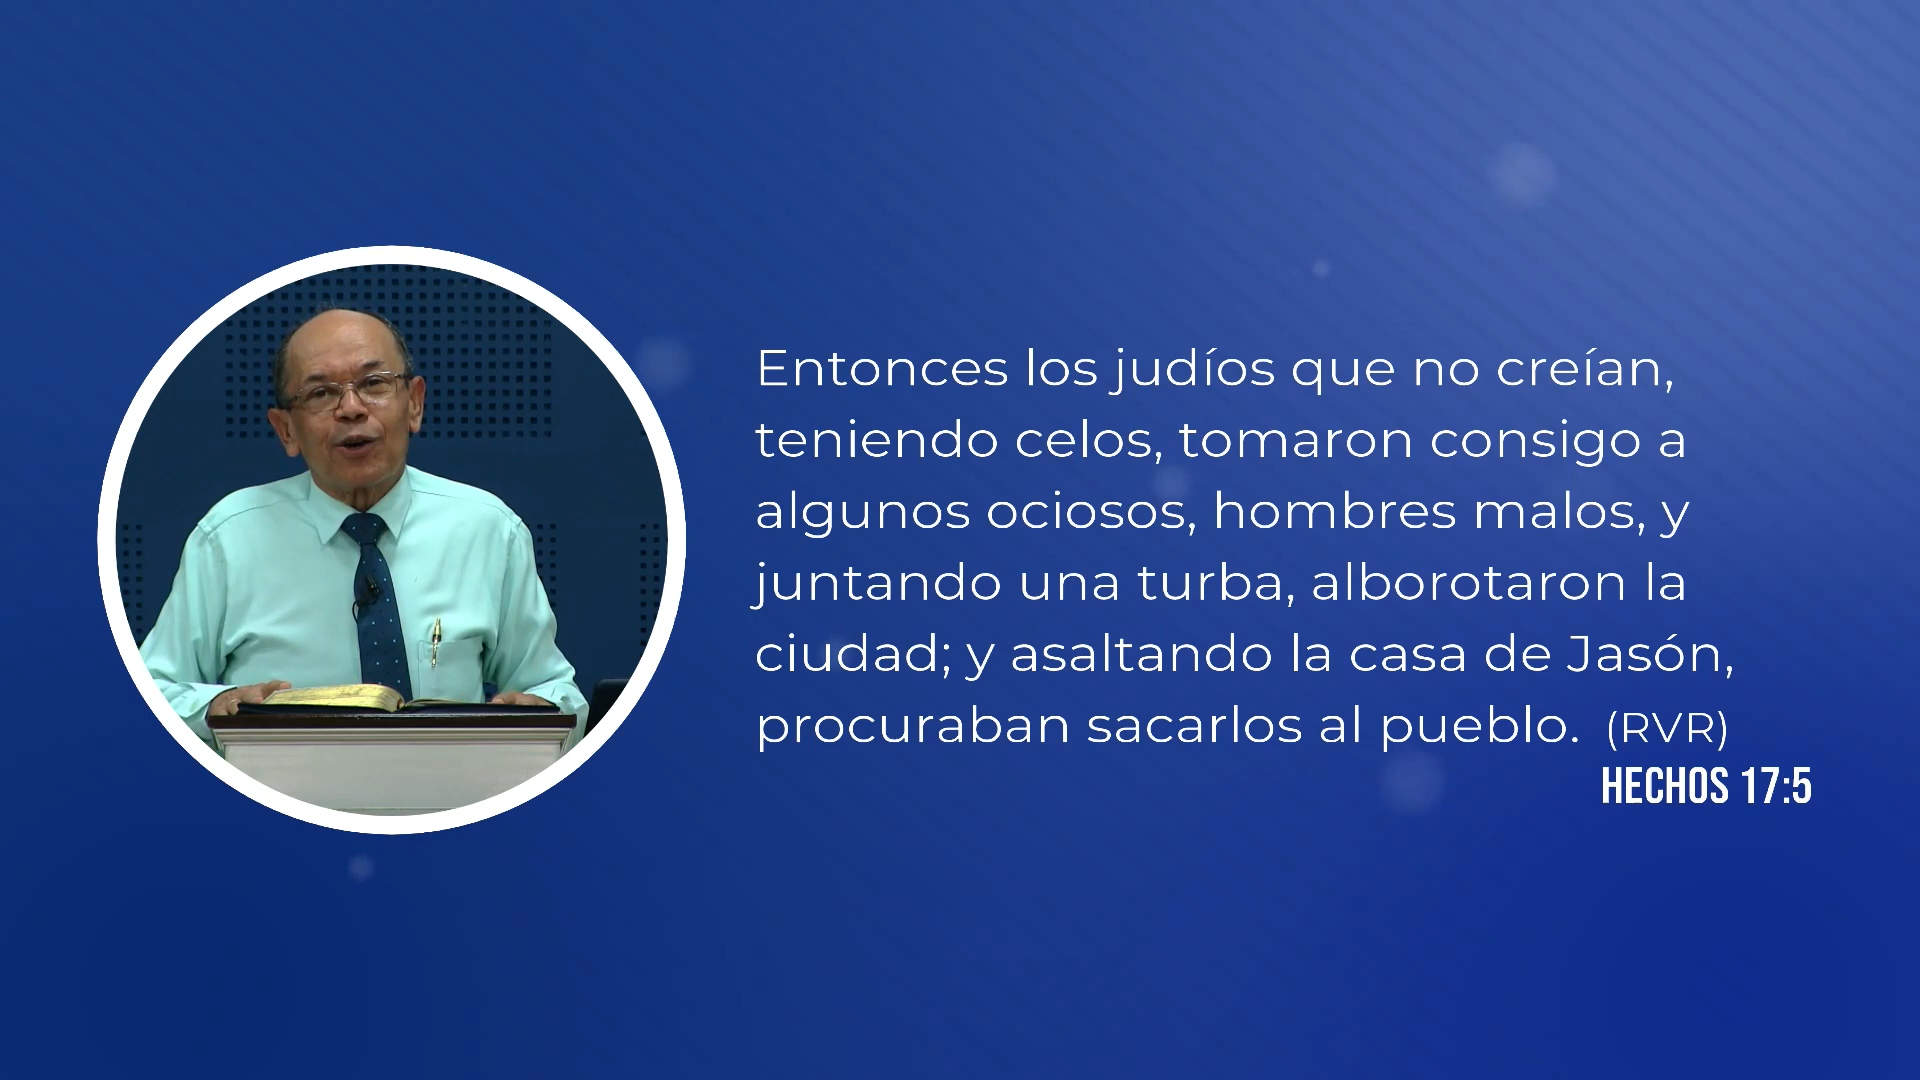 Entonces los judíos que no creían,
teniendo celos, tomaron consigo a
algunos ociosos, hombres malos, y
juntando una turba, alborotaron la
ciudad; y asaltando la casa de Jasón,
procuraban sacarlos al pueblo. (RVR)
HECHOS 17:5